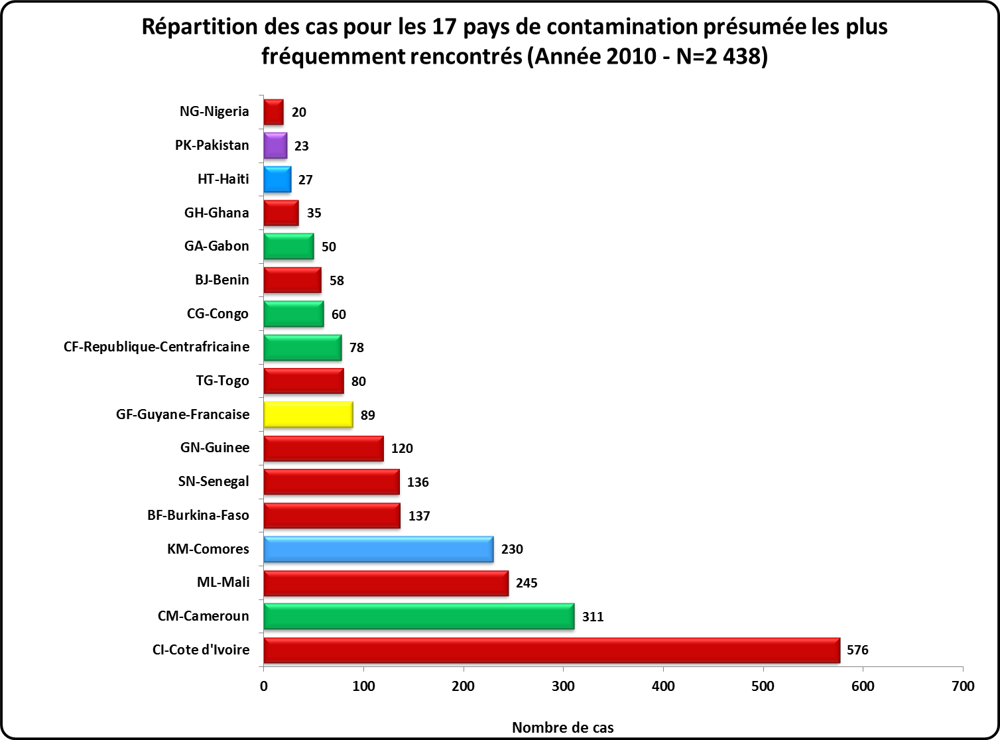 Répartition des cas pour les 17 pays de contamination présumée les plus
fréquemment rencontrés (Année 2010 - N=2 438)
NG-Nigeria 20
PK-Pakistan 23
HT-Haiti 27
GH-Ghana 35
GA-Gabon 50
BJ-Benin 58
CG-Congo 60
CF-Republique-Centrafricaine 78
TG-Togo 80
GF-Guyane-Francaise 89
GN-Guinee 120
SN-Senegal 136
BF-Burkina-Faso 137
KM-Comores 230
ML-Mali 245
CM-Cameroun 311
CI-Cote d'Ivoire 576
0 100 200 300 400 500 600 700
Nombre de cas